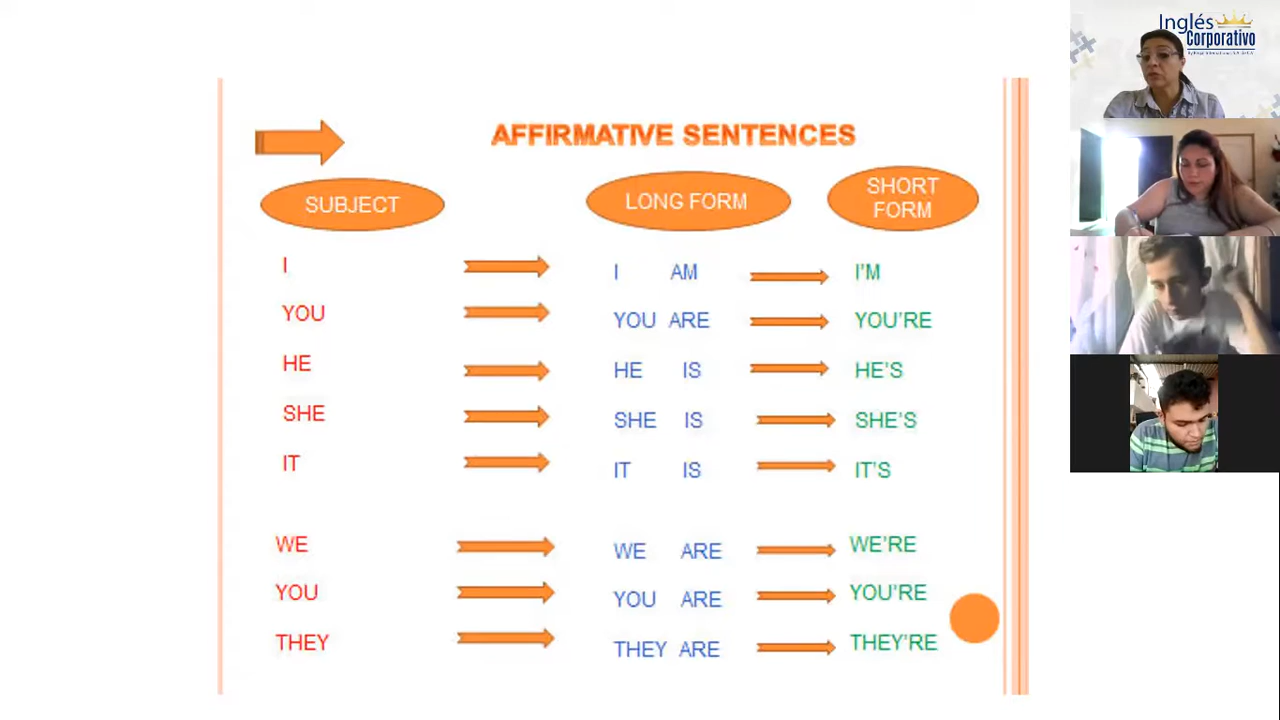 Inglés
Corporativo
AFFIRMATIVE SENTENCES
SUBJECT
LONG FORM
SHORT
FORM
I
I AM
I'M
YOU
YOU ARE
YOU'RE
HE
HE IS
HE'S
SHE
SHE IS
SHE'S
IT
IT IS
IT'S
WE
WE ARE
WE'RE
YOU
YOU ARE
YOU'RE
THEY
THEY ARE
THEY'RE